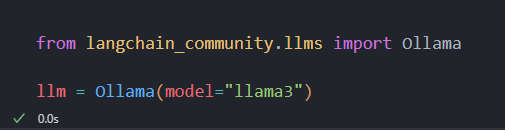 from langchain_community.llms import Ollama
llm = Ollama(model="llama3")
✓ 0.0s